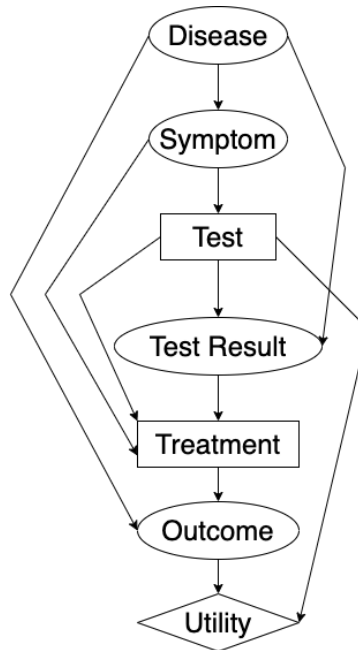 Disease
Symptom
Test
Test Result
Treatment
Outcome
Utility